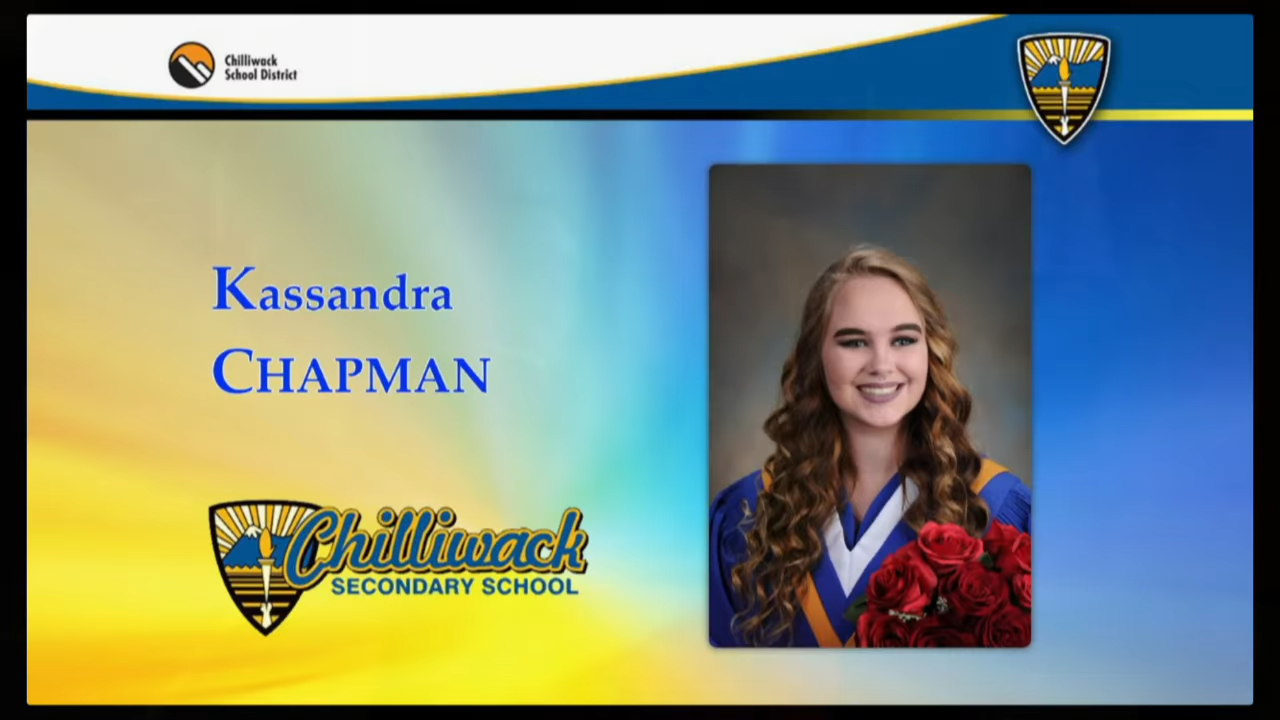 Chilliwack
School District
Kassandra
CHAPMAN
Chilliwack
SECONDARY SCHOOL